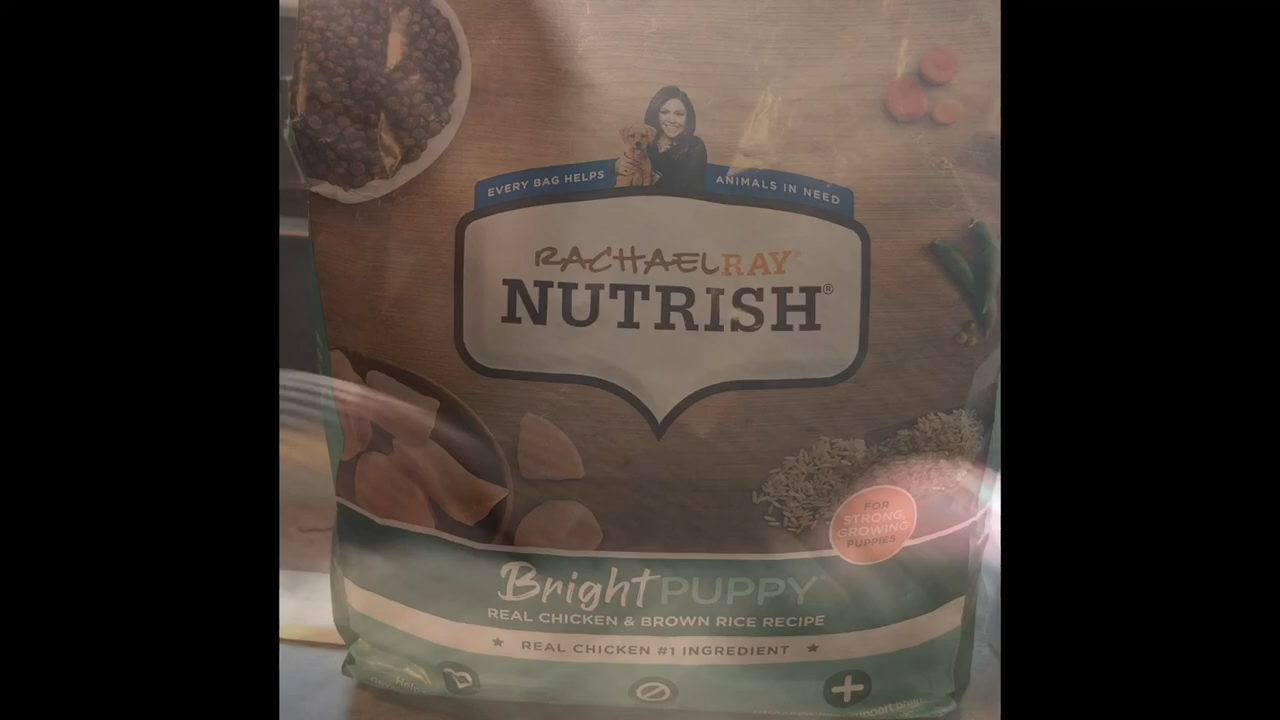 EVERY BAG HELPS ANIMALS IN NEED
RACHAEL RAY®
NUTRISH®
FOR
STRONG,
GROWING
PUPPIES
Bright PUPPY
REAL CHICKEN & BROWN RICE RECIPE
★ REAL CHICKEN #1 INGREDIENT ★
support